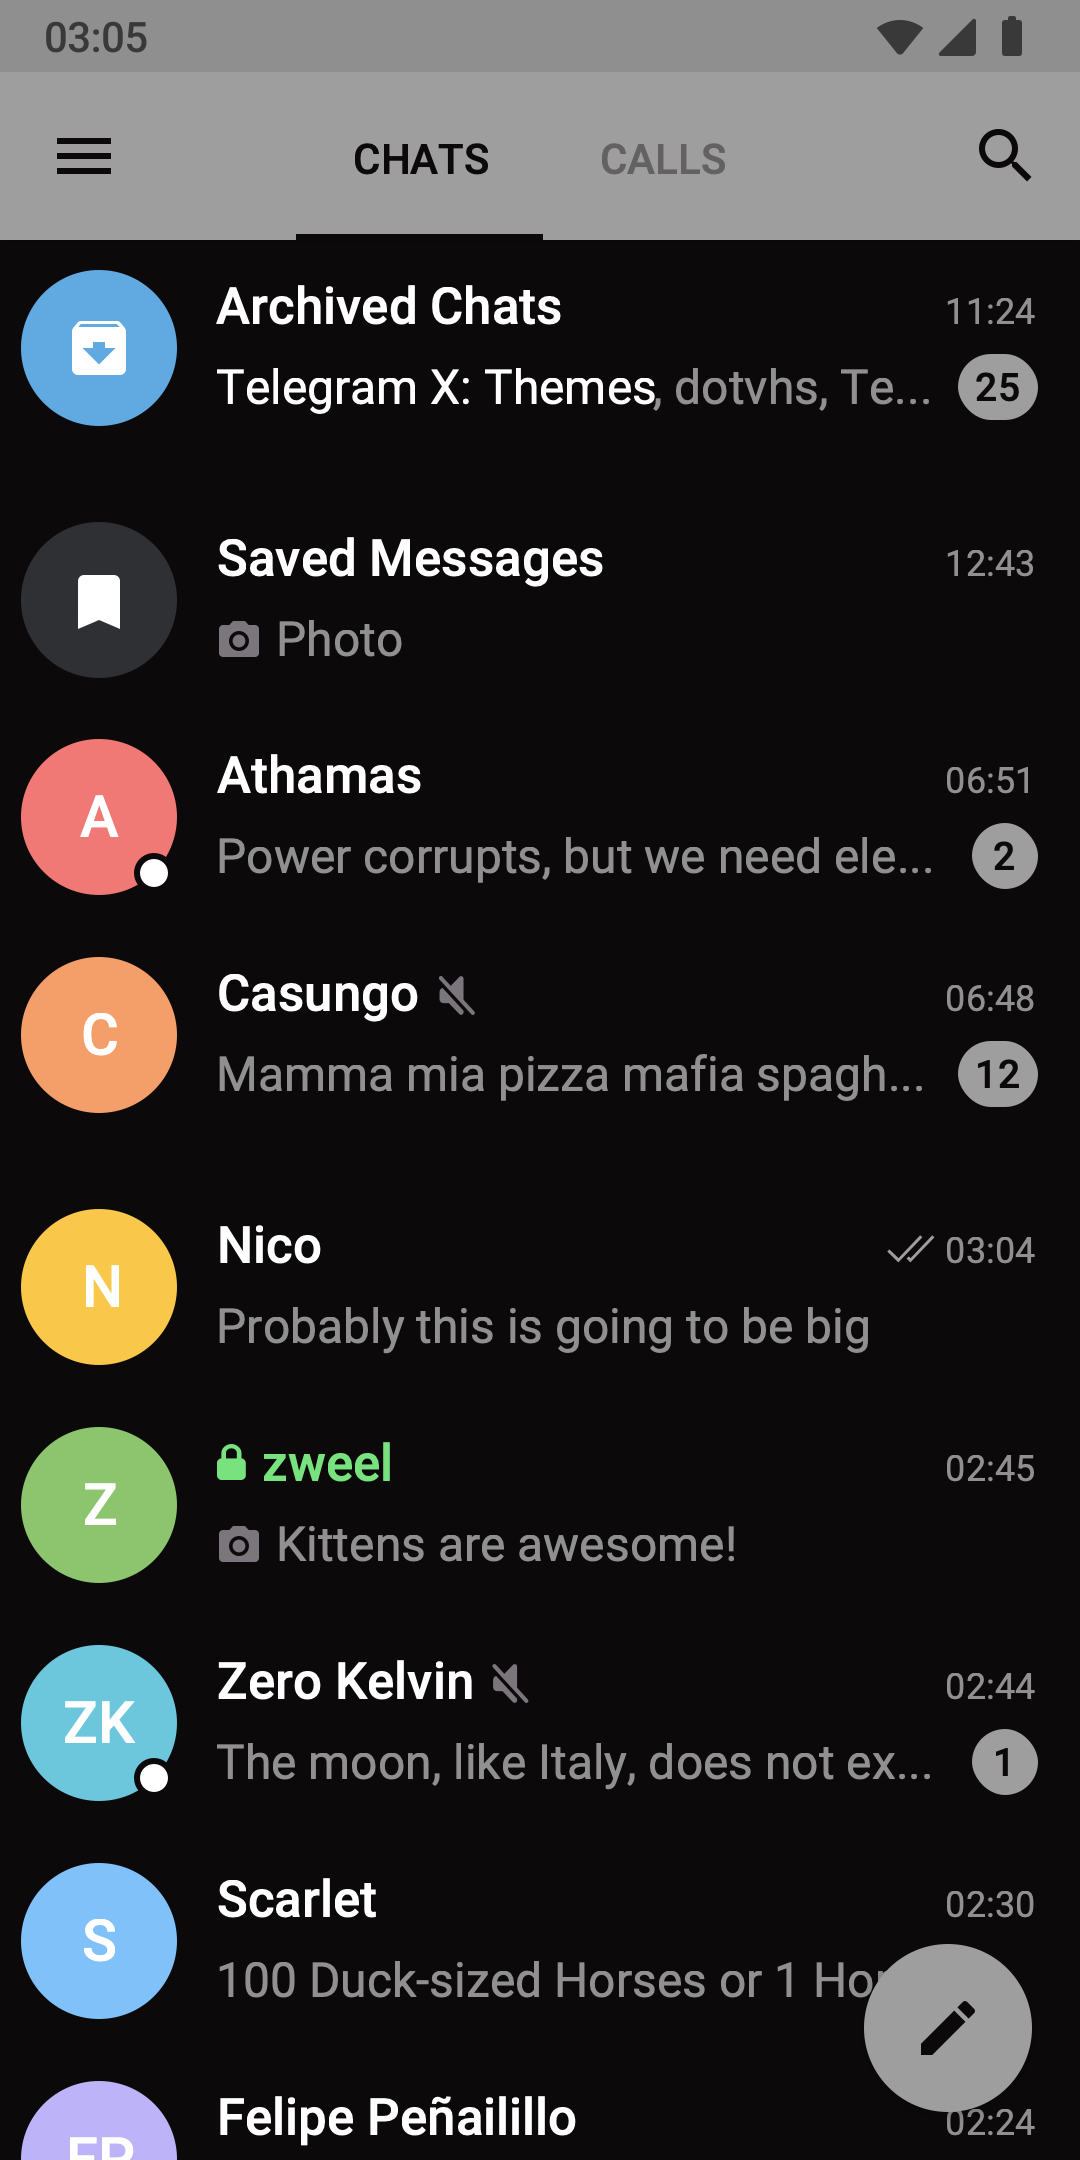 03:05
CHATS CALLS
Archived Chats 11:24
Telegram X: Themes, dotvhs, Te... 25
Saved Messages 12:43
Photo
A
Athamas 06:51
Power corrupts, but we need ele... 2
C
Casungo 06:48
Mamma mia pizza mafia spagh... 12
N
Nico 03:04
Probably this is going to be big
Z
zweel 02:45
Kittens are awesome!
ZK
Zero Kelvin 02:44
The moon, like Italy, does not ex... 1
S
Scarlet 02:30
100 Duck-sized Horses or 1
FP
Felipe Peñailillo 02:24